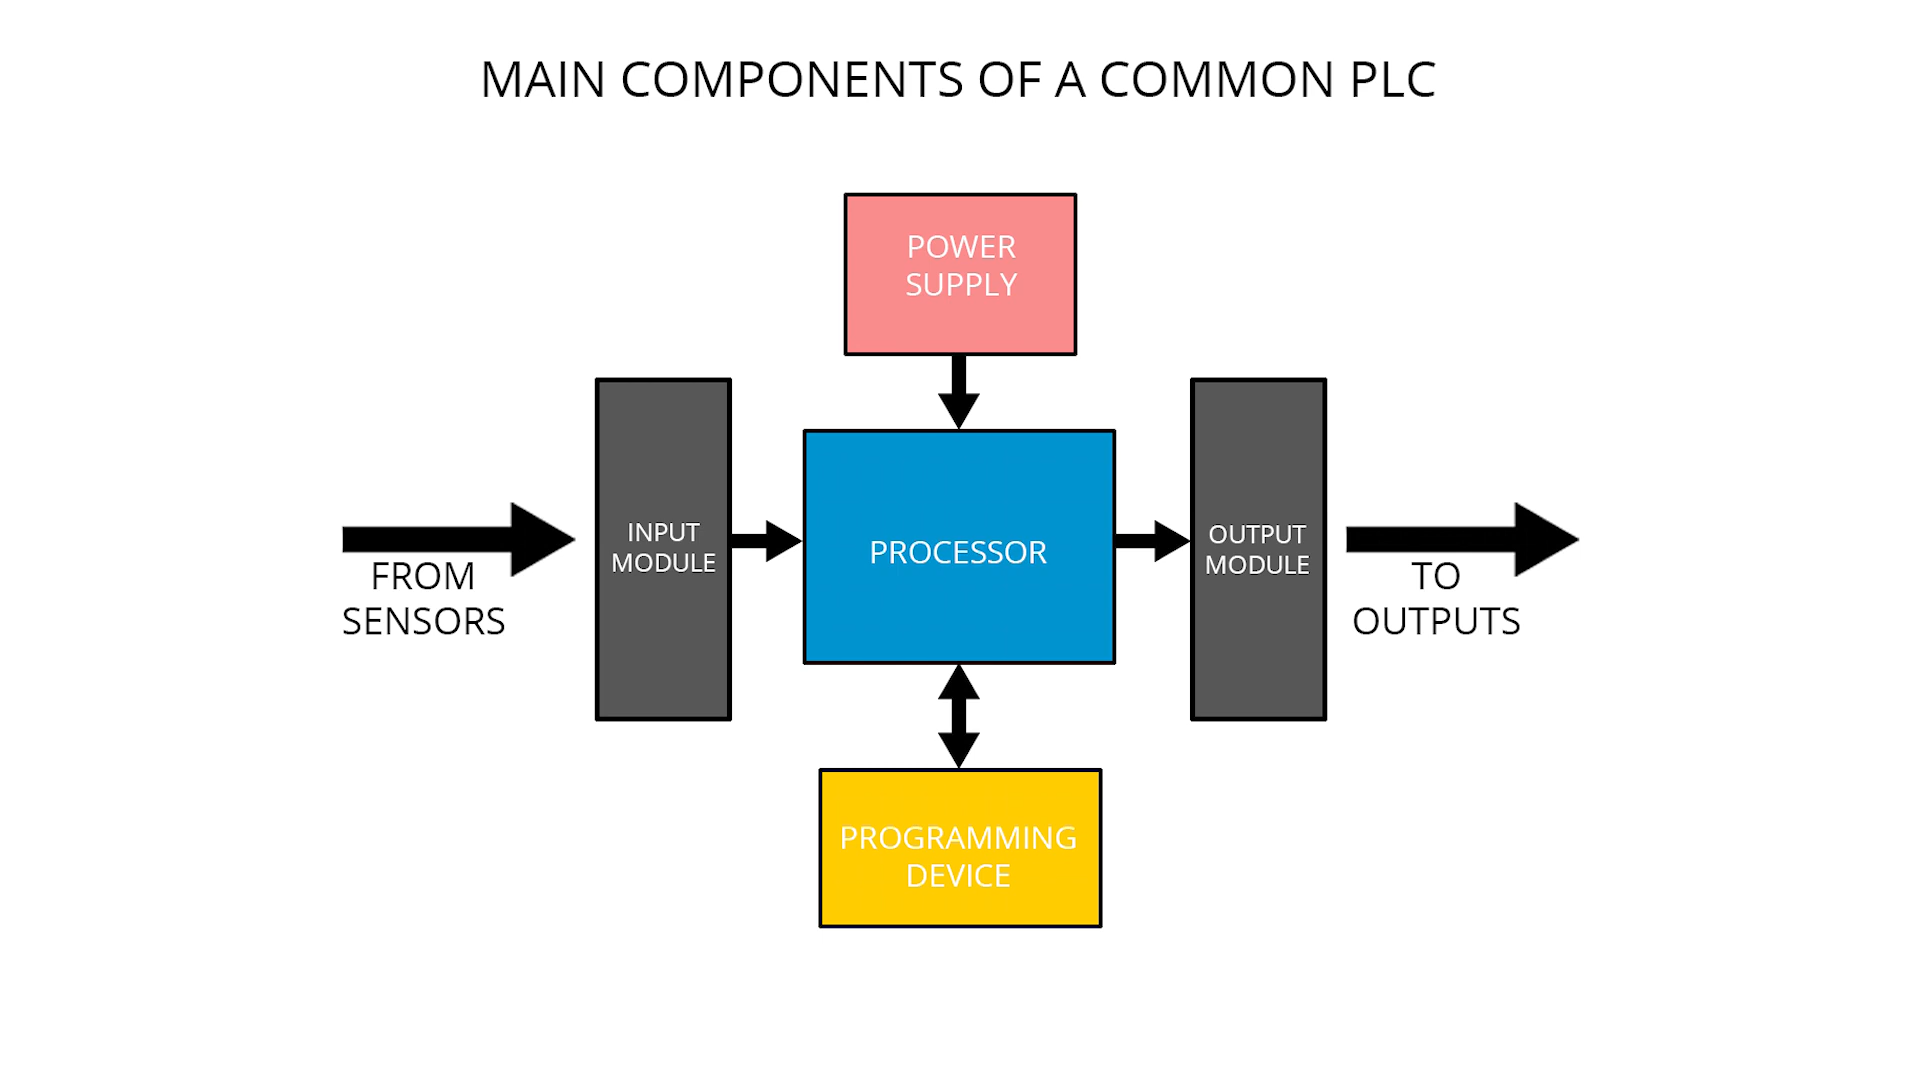 MAIN COMPONENTS OF A COMMON PLC
POWER
SUPPLY
FROM
SENSORS
INPUT
MODULE
PROCESSOR
OUTPUT
MODULE
TO
OUTPUTS
PROGRAMMING
DEVICE